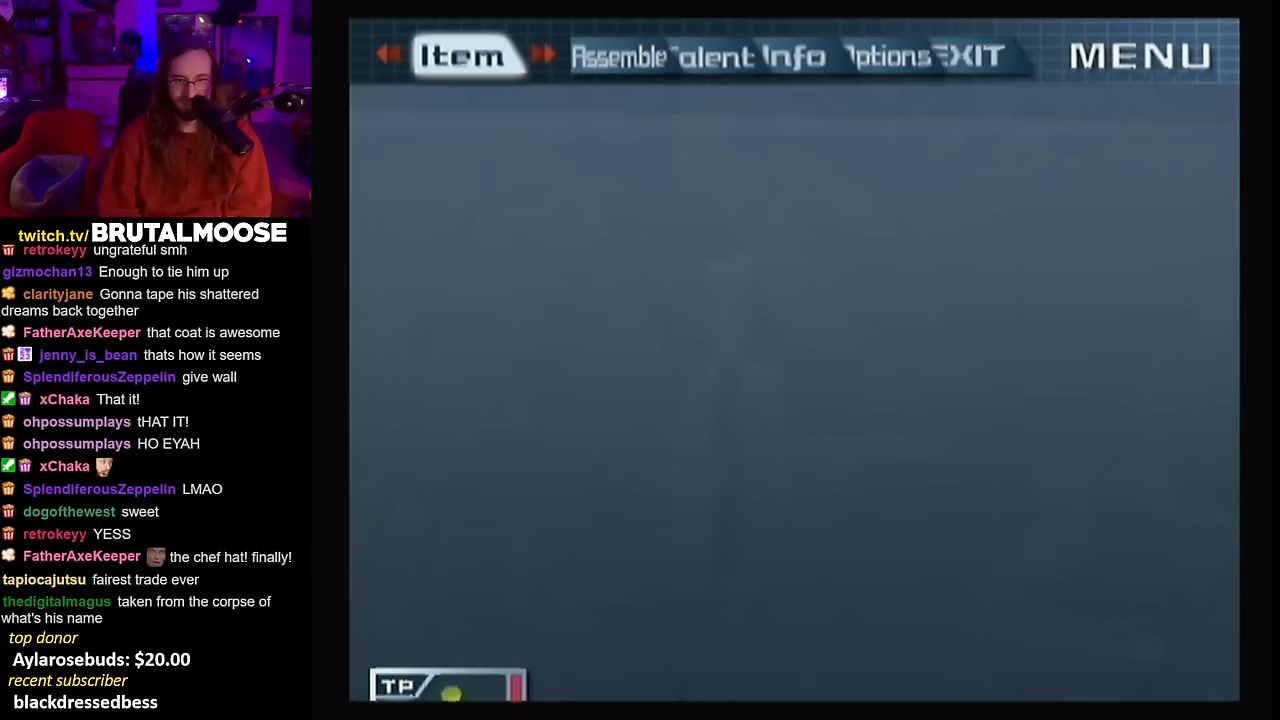 Item Assemble Talent Info Options EXIT MENU
TP
twitch.tv/BRUTALMOOSE
retrokeyy ungrateful smh
gizmochan13 Enough to tie him up
clarityjane Gonna tape his shattered
dreams back together
FatherAxeKeeper that coat is awesome
jenny_is_bean thats how it seems
SplendiferousZeppelin give wall
xChaka That it!
ohpossumplays tHAT IT!
ohpossumplays HO EYAH
xChaka
SplendiferousZeppelin LMAO
dogofthewest sweet
retrokeyy YESS
FatherAxeKeeper the chef hat! finally!
tapiocajutsu fairest trade ever
thedigitalmagus taken from the corpse of
what's his name
top donor
Aylarosebuds: $20.00
recent subscriber
blackdressedbess